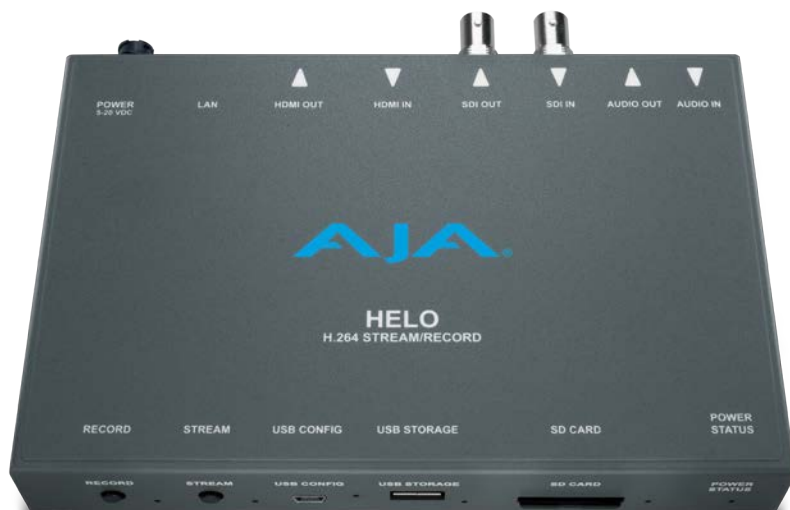 POWER
5-20 VDC
LAN
HDMI OUT
HDMI IN
SDI OUT
SDI IN
AUDIO OUT
AUDIO IN
AJA®
HELO
H.264 STREAM/RECORD
RECORD
STREAM
USB CONFIG
USB STORAGE
SD CARD
POWER
STATUS
RECORD
STREAM
USB CONFIG
USB STORAGE
SD CARD
POWER
STATUS